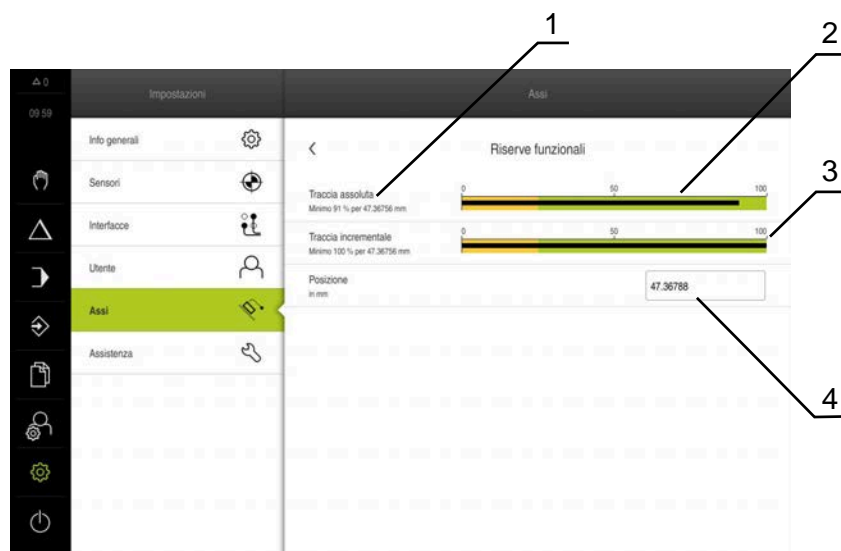 1
2
△ 0
Impostazioni
Assi
09:59
Info generali
Riserve funzionali
Sensori
3
Traccia assoluta
0 50 100
Minimo 91 % per 47.36756 mm
Interfacce
Traccia incrementale
0 50 100
Minimo 100 % per 47.36756 mm
Utente
Posizione
47.36788
in mm
Assi
Assistenza
4